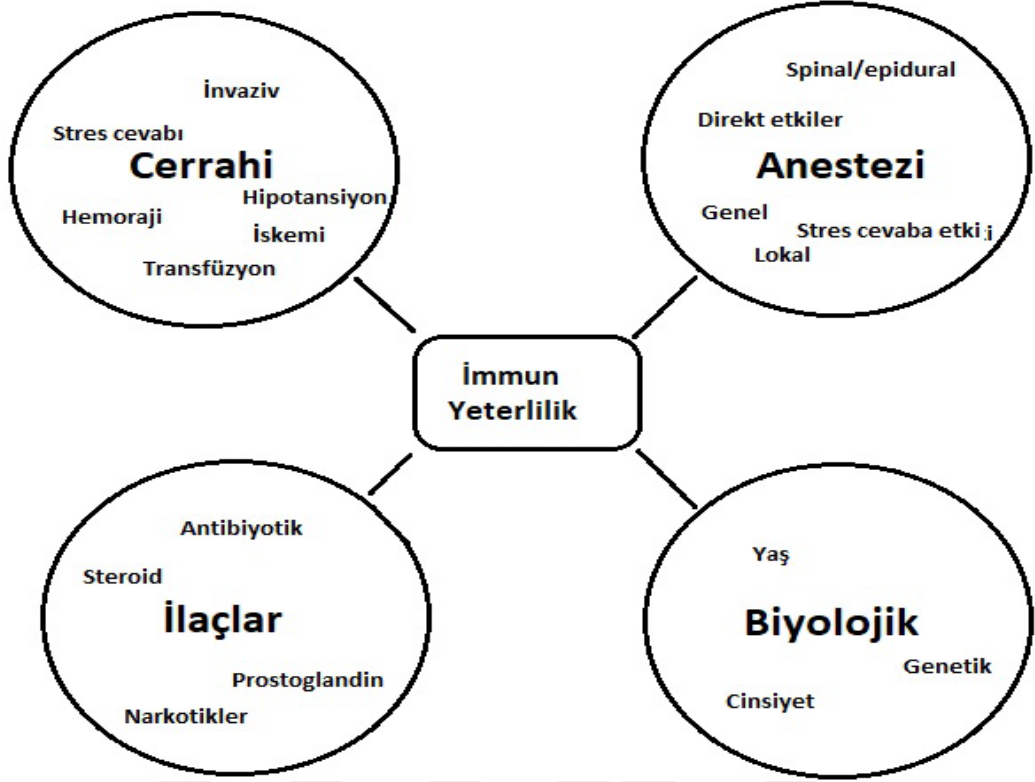 İnvaziv
Stres cevabı
Cerrahi
Hipotansiyon
Hemoraji
İskemi
Transfüzyon
Spinal/epidural
Direkt etkiler
Anestezi
Genel
Stres cevaba etki i
Lokal
İmmun
Yeterlilik
Antibiyotik
Steroid
İlaçlar
Prostoglandin
Narkotikler
Yaş
Biyolojik
Genetik
Cinsiyet